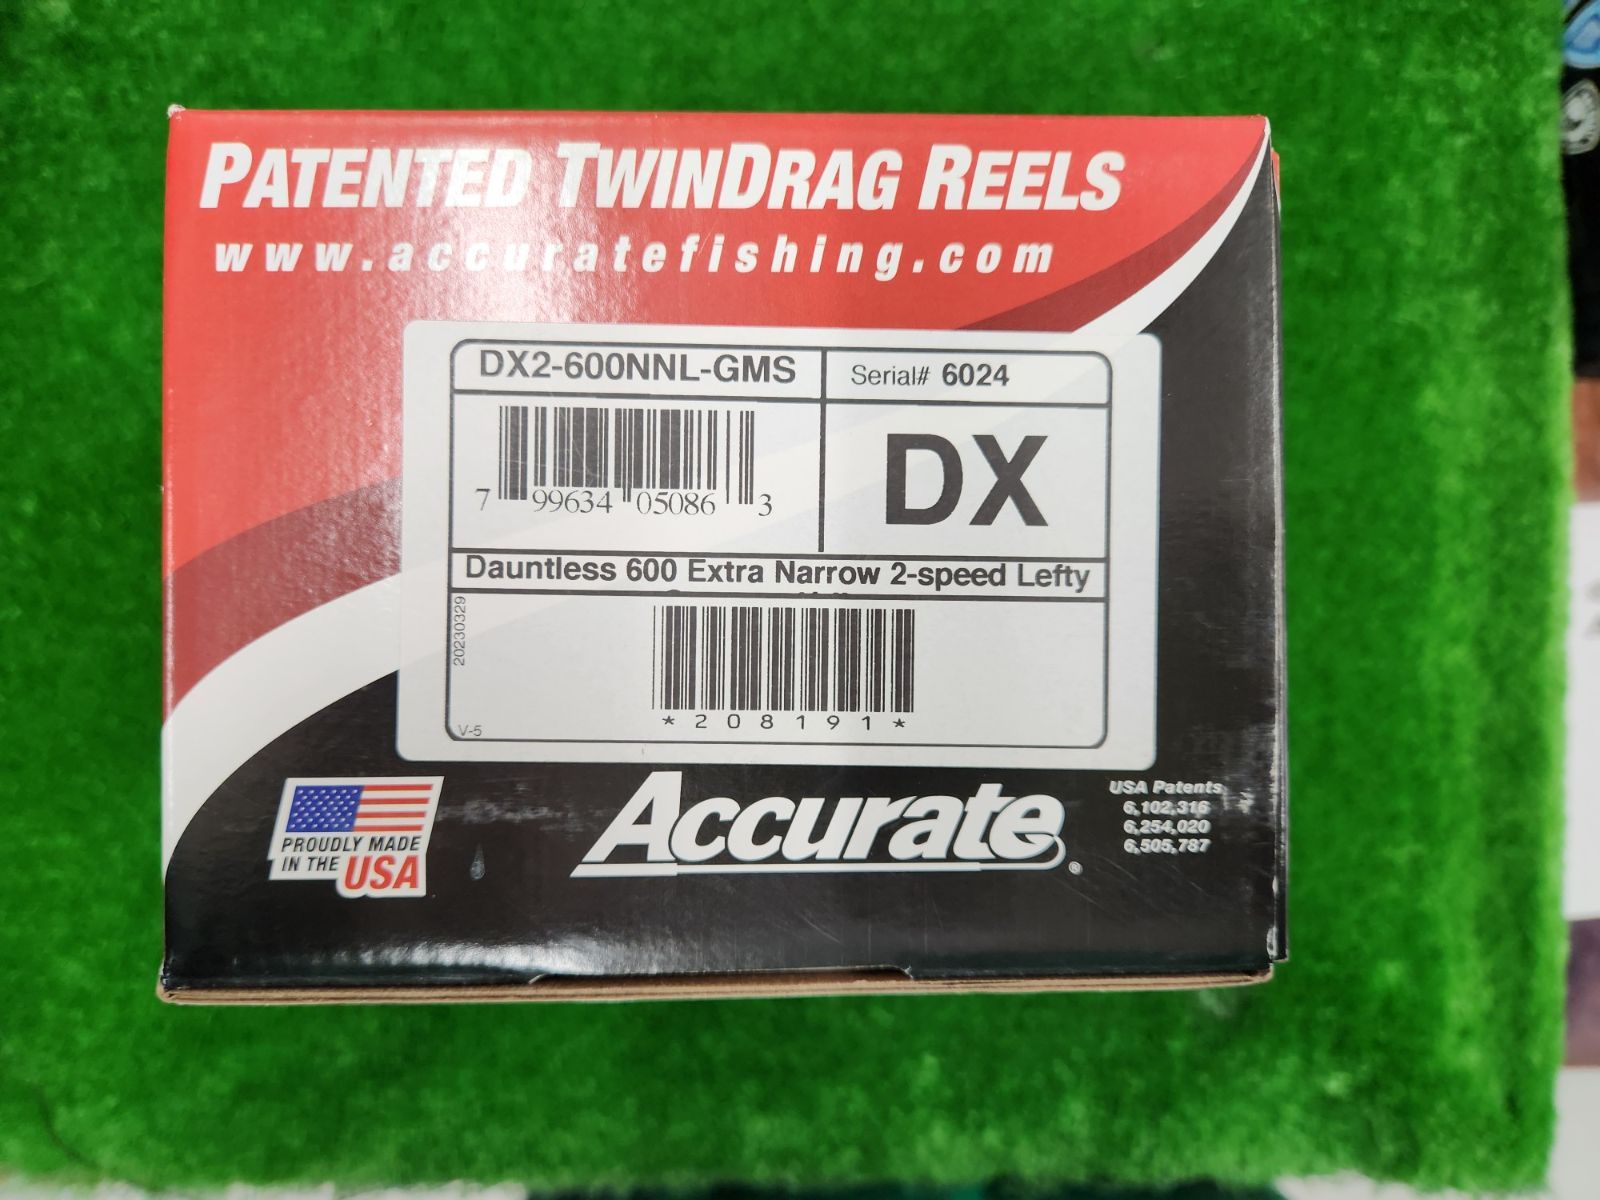 PATENTED TWINDRAG REELS
www.accuratefishing.com
DX2-600NNL-GMS
Serial# 6024
7 99634 05086 3
DX
Dauntless 600 Extra Narrow 2-speed Lefty
20230329
*208191*
V-5
PROUDLY MADE
IN THE USA
Accurate®
USA Patents
6,102,316
6,254,020
6,505,787